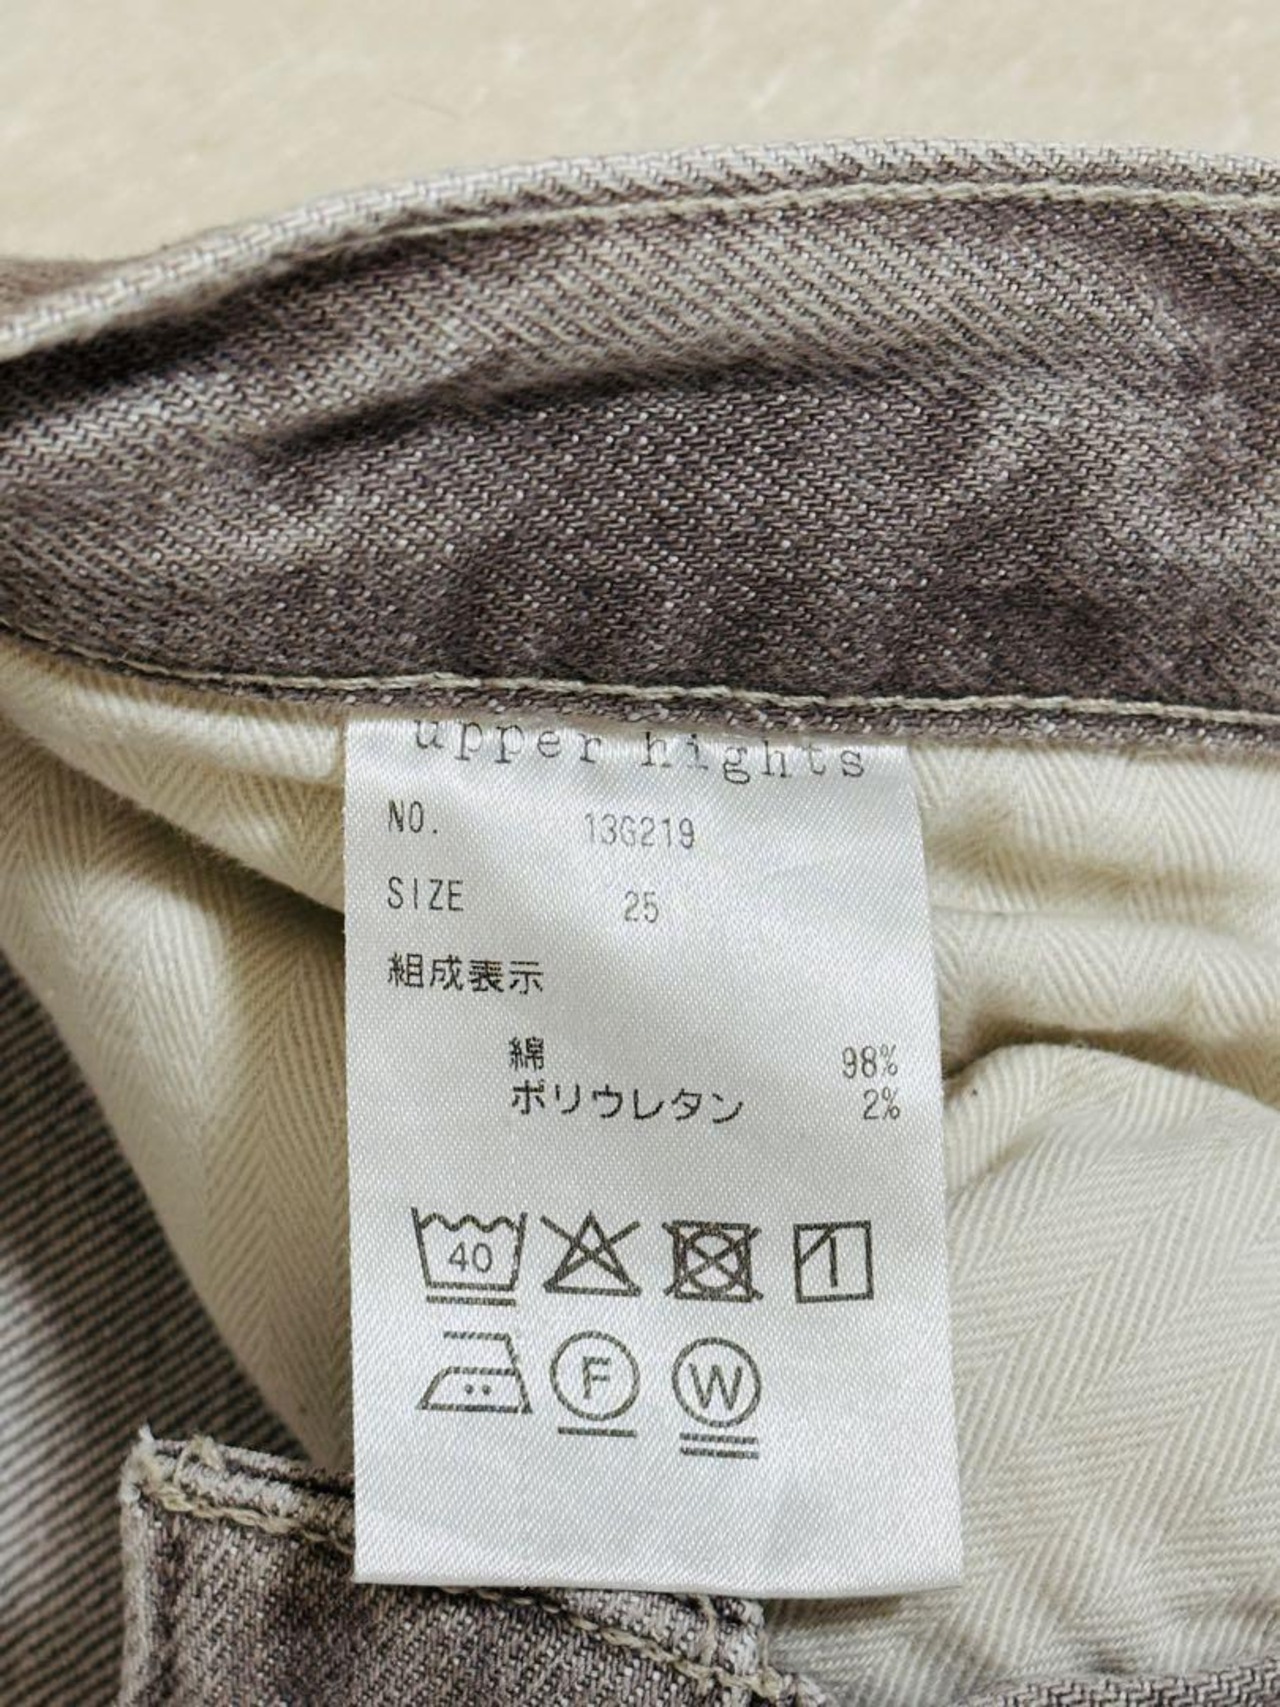 upper hights
NO. 13G219
SIZE 25
組成表示
綿 98%
ポリウレタン 2%
40
F W